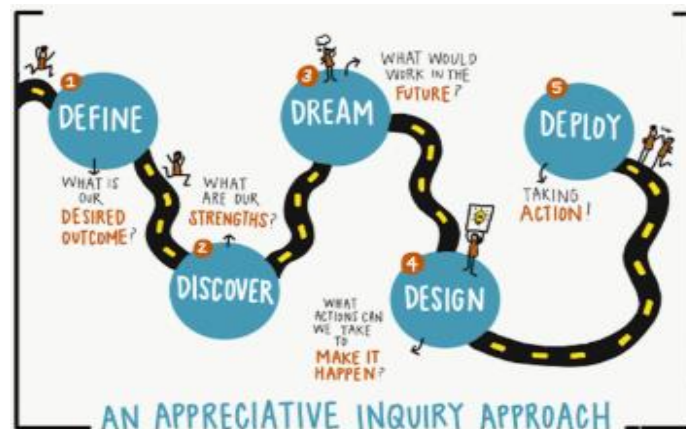 1
DEFINE
WHAT IS
OUR
DESIRED
OUTCOME?
2
DISCOVER
WHAT
ARE OUR
STRENGTHS?
3
DREAM
WHAT WOULD
WORK IN THE
FUTURE?
4
DESIGN
WHAT
ACTIONS CAN
WE TAKE
TO
MAKE IT
HAPPEN?
5
DEPLOY
TAKING
ACTION!
AN APPRECIATIVE INQUIRY APPROACH